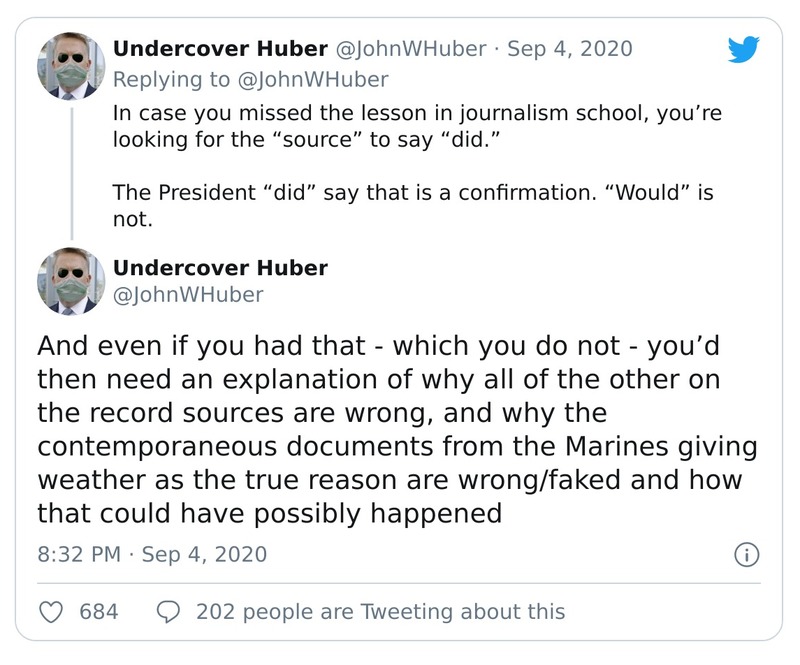 Undercover Huber @JohnWHuber · Sep 4, 2020
Replying to @JohnWHuber
In case you missed the lesson in journalism school, you’re
looking for the “source” to say “did.”
The President “did” say that is a confirmation. “Would” is
not.
Undercover Huber
@JohnWHuber
And even if you had that - which you do not - you’d
then need an explanation of why all of the other on
the record sources are wrong, and why the
contemporaneous documents from the Marines giving
weather as the true reason are wrong/faked and how
that could have possibly happened
8:32 PM · Sep 4, 2020
684 202 people are Tweeting about this